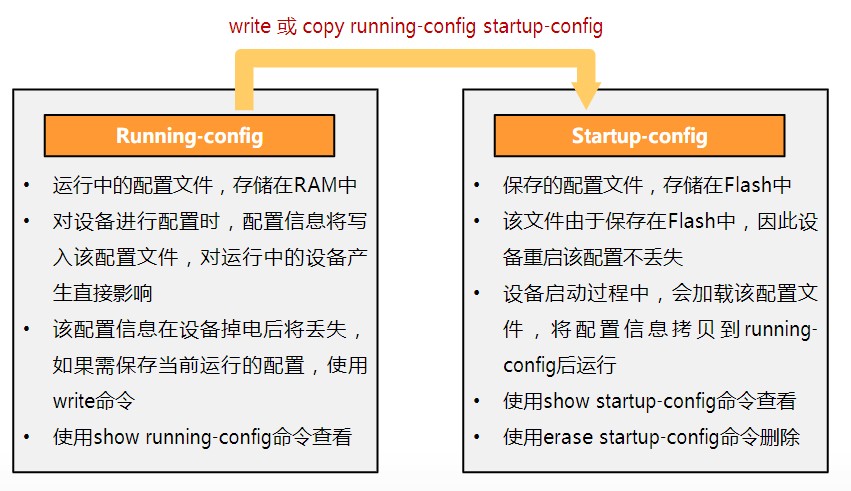 write 或 copy running-config startup-config
Running-config
• 运行中的配置文件，存储在RAM中
• 对设备进行配置时，配置信息将写
入该配置文件，对运行中的设备产
生直接影响
• 该配置信息在设备掉电后将丢失，
如果需保存当前运行的配置，使用
write命令
• 使用show running-config命令查看
Startup-config
• 保存的配置文件，存储在Flash中
• 该文件由于保存在Flash中，因此设
备重启该配置不丢失
• 设备启动过程中，会加载该配置文
件，将配置信息拷贝到running-
config后运行
• 使用show startup-config命令查看
• 使用erase startup-config命令删除